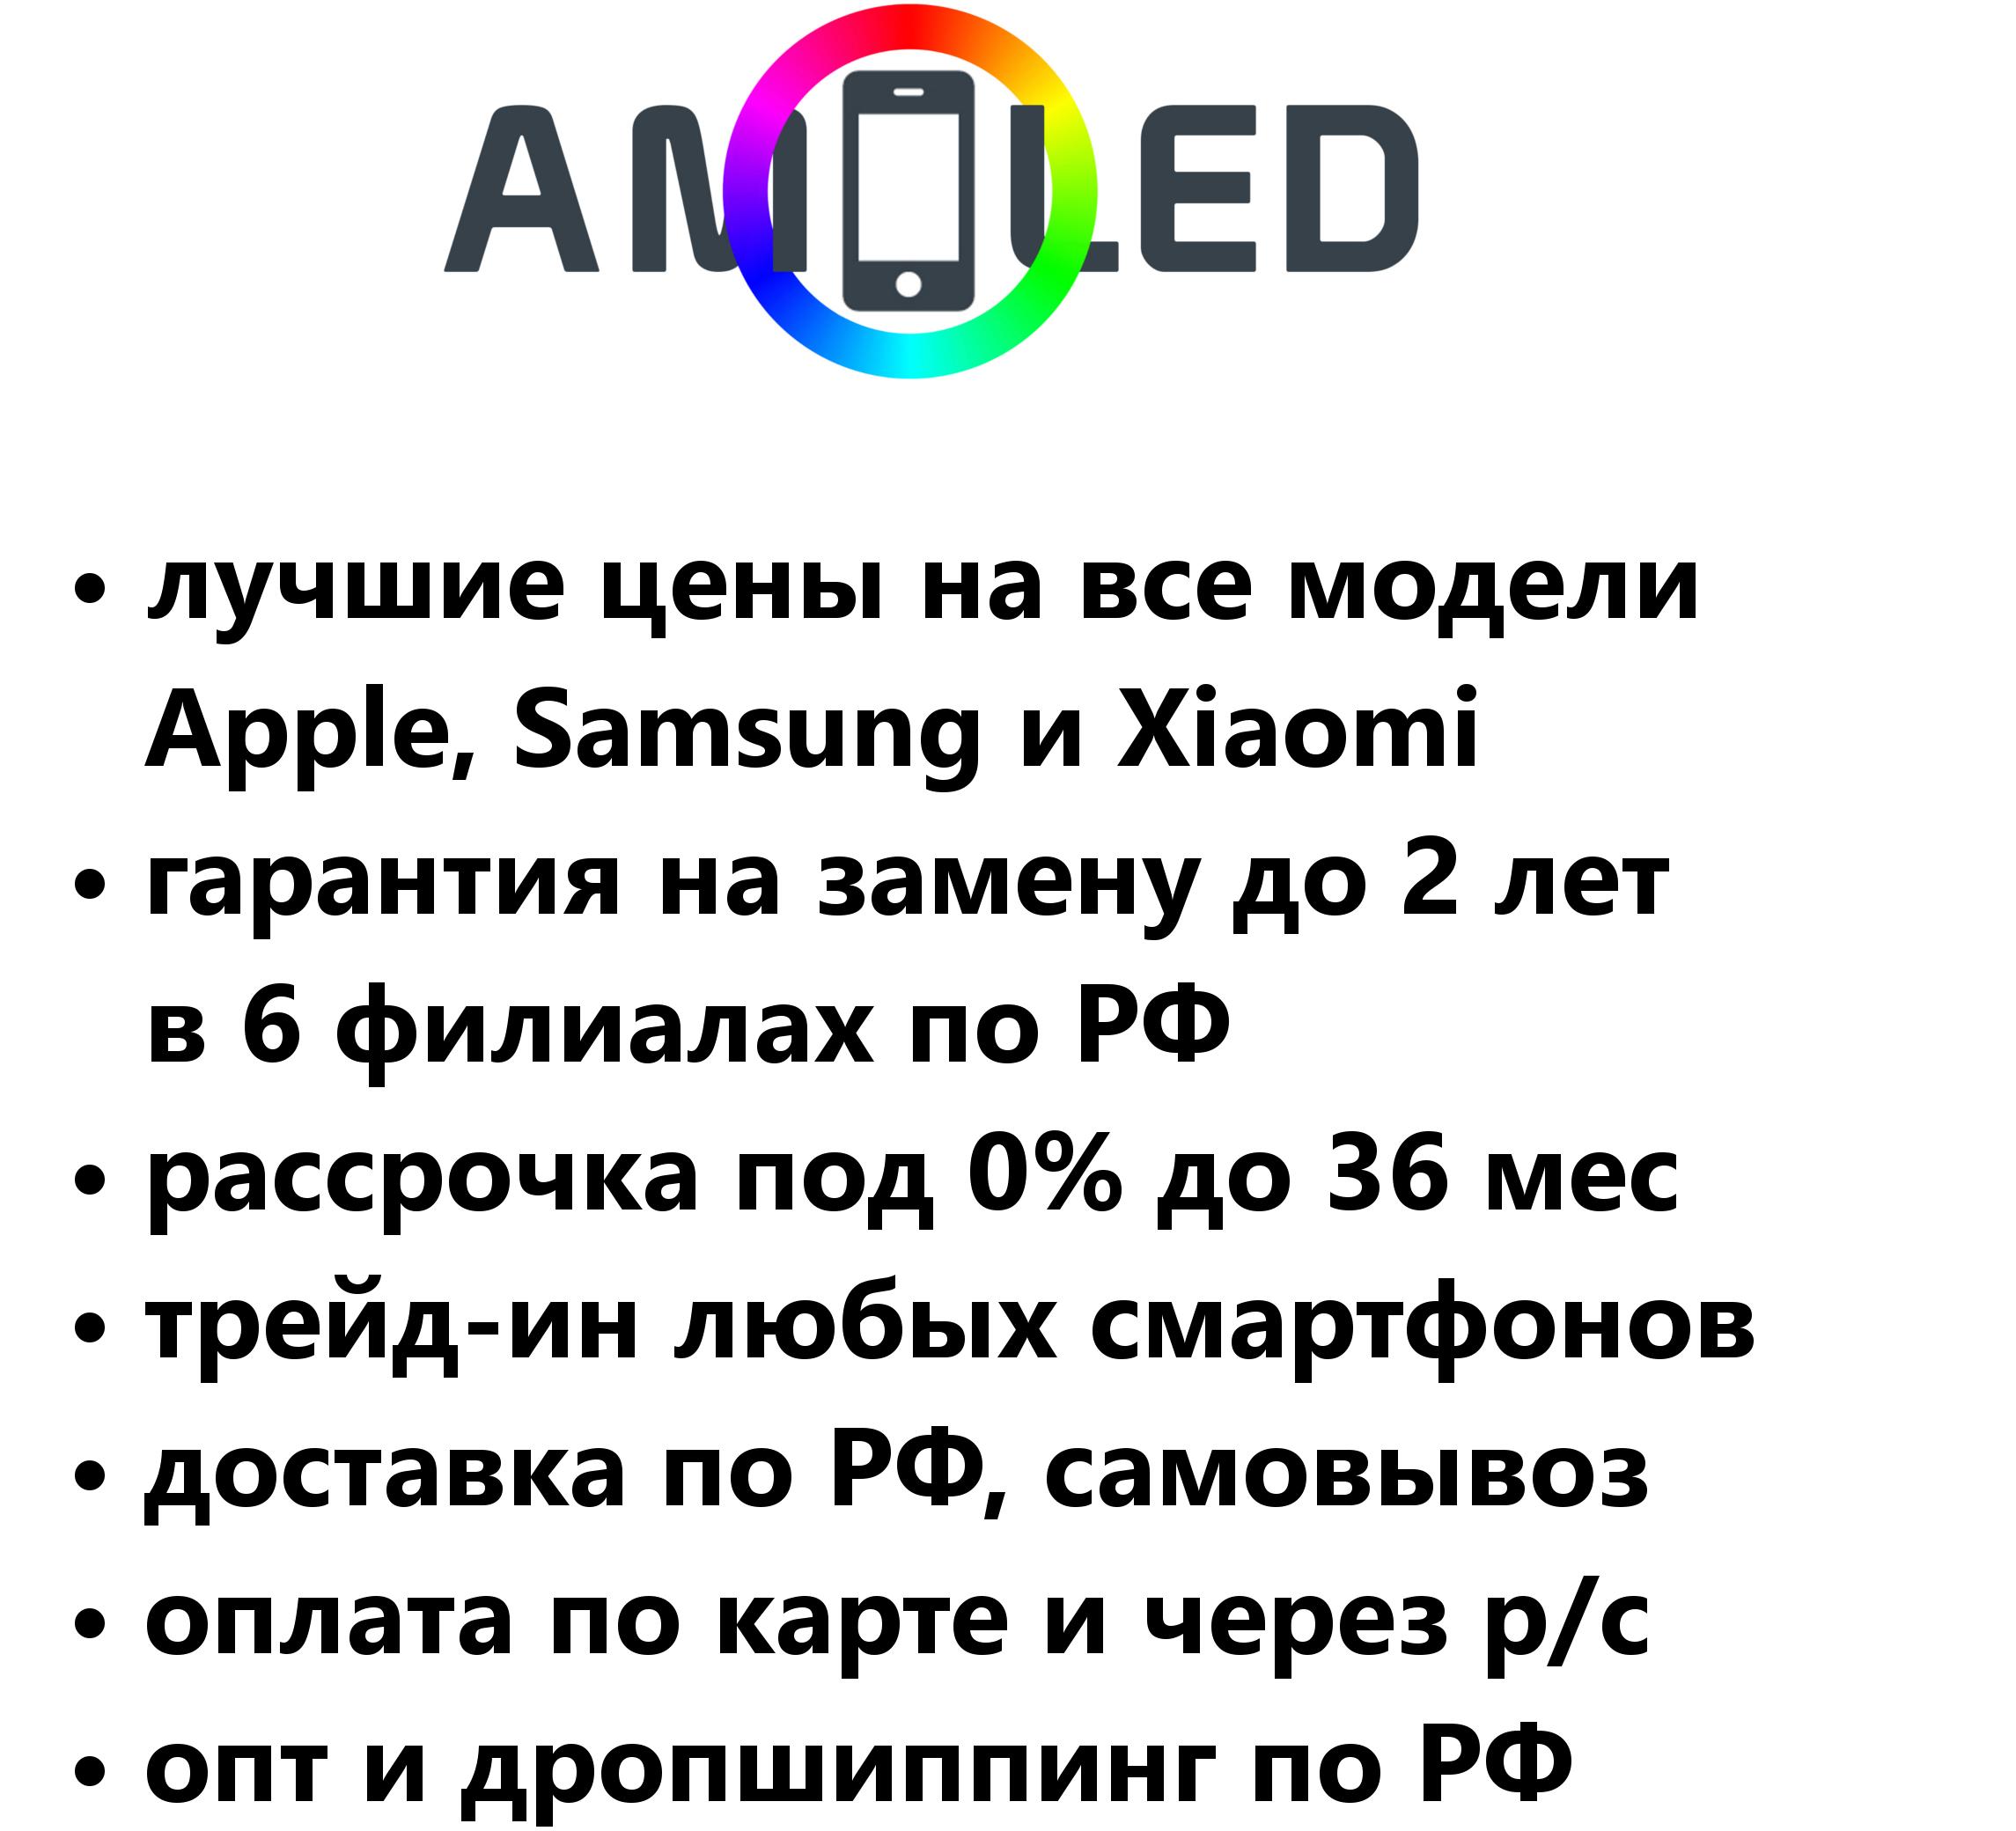 AMOLED
• лучшие цены на все модели
Apple, Samsung и Xiaomi
• гарантия на замену до 2 лет
в 6 филиалах по РФ
• рассрочка под 0% до 36 мес
• трейд-ин любых смартфонов
• доставка по РФ, самовывоз
• оплата по карте и через р/с
• опт и дропшиппинг по РФ